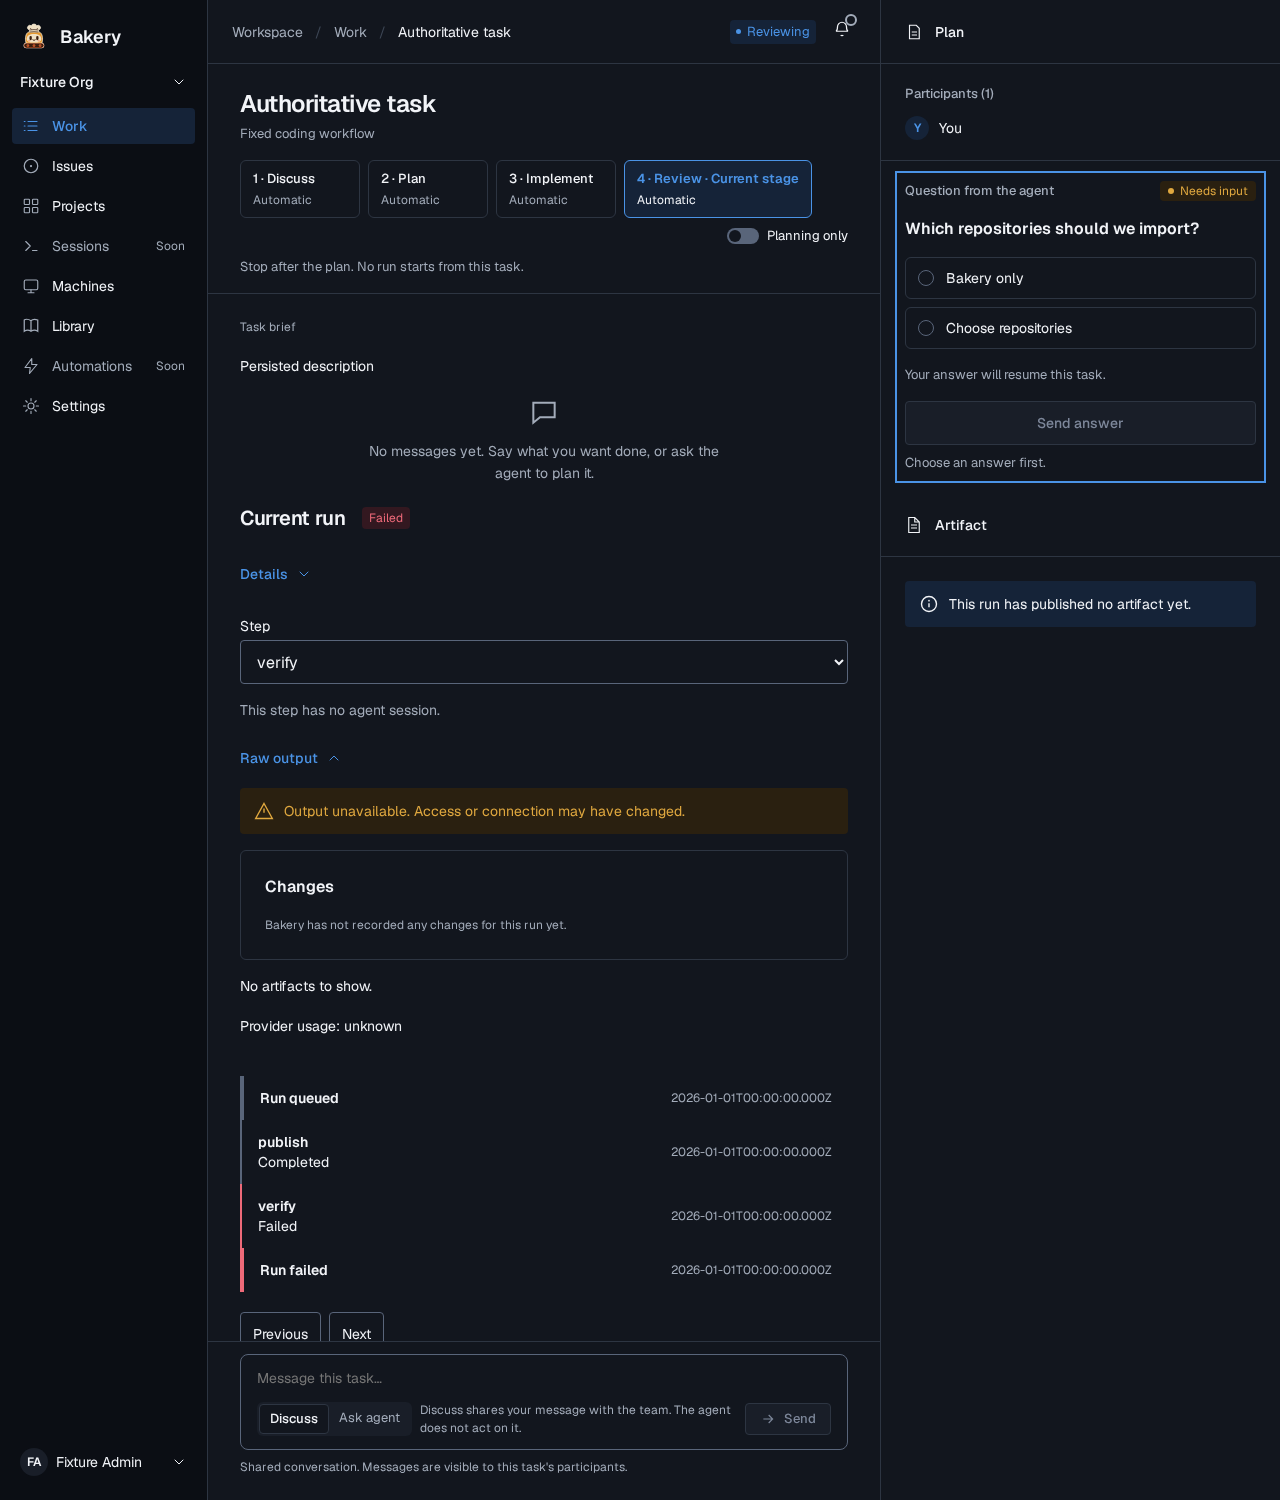 Bakery
Fixture Org
Work
Issues
Projects
Sessions Soon
Machines
Library
Automations Soon
Settings
FA Fixture Admin
Workspace / Work / Authoritative task
Reviewing
Authoritative task
Fixed coding workflow
1 · Discuss
Automatic
2 · Plan
Automatic
3 · Implement
Automatic
4 · Review · Current stage
Automatic
Planning only
Stop after the plan. No run starts from this task.
Task brief
Persisted description
No messages yet. Say what you want done, or ask the
agent to plan it.
Current run Failed
Details
Step
verify
This step has no agent session.
Raw output
Output unavailable. Access or connection may have changed.
Changes
Bakery has not recorded any changes for this run yet.
No artifacts to show.
Provider usage: unknown
Run queued 2026-01-01T00:00:00.000Z
publish
Completed
2026-01-01T00:00:00.000Z
verify
Failed
2026-01-01T00:00:00.000Z
Run failed 2026-01-01T00:00:00.000Z
Previous Next
Message this task…
Discuss Ask agent
Discuss shares your message with the team. The agent
does not act on it.
Send
Shared conversation. Messages are visible to this task's participants.
Plan
Participants (1)
Y You
Question from the agent Needs input
Which repositories should we import?
Bakery only
Choose repositories
Your answer will resume this task.
Send answer
Choose an answer first.
Artifact
This run has published no artifact yet.